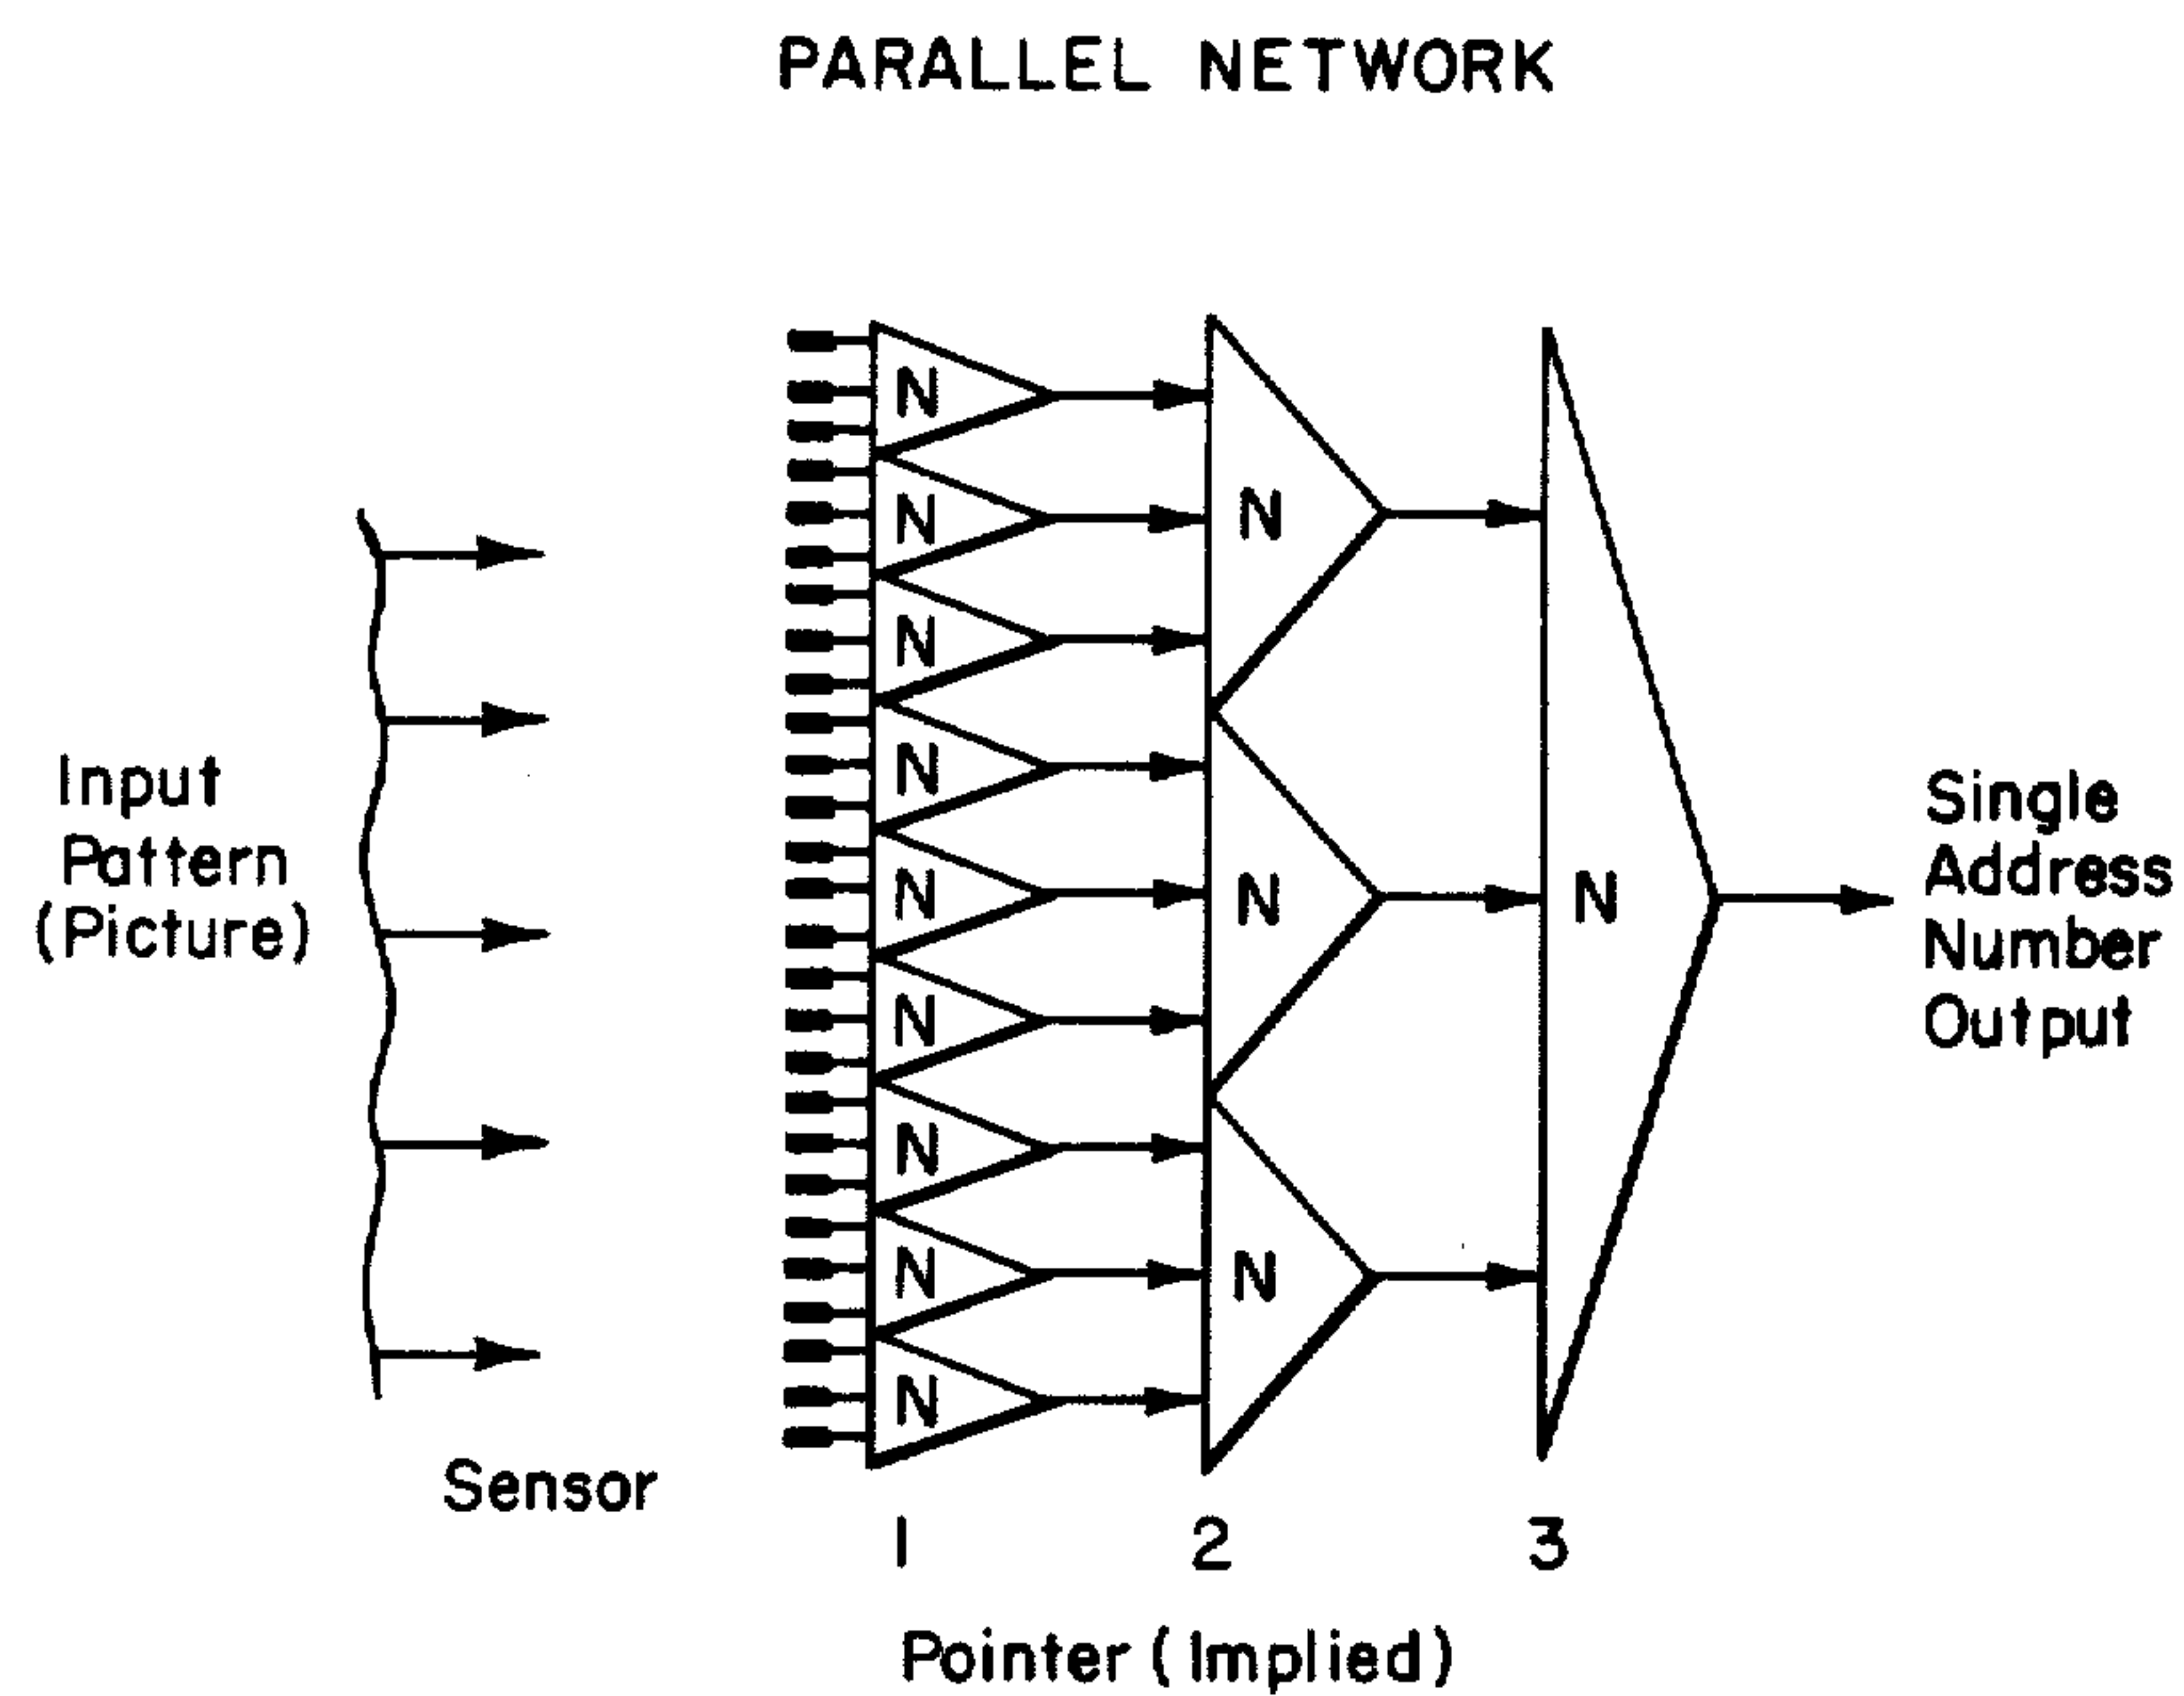 PARALLEL NETWORK
N
N
N
N
N
N
N
N
N
N
N
N
N
Input
Pattern
(Picture)
Single
Address
Number
Output
Sensor
1 2 3
Pointer (Implied)